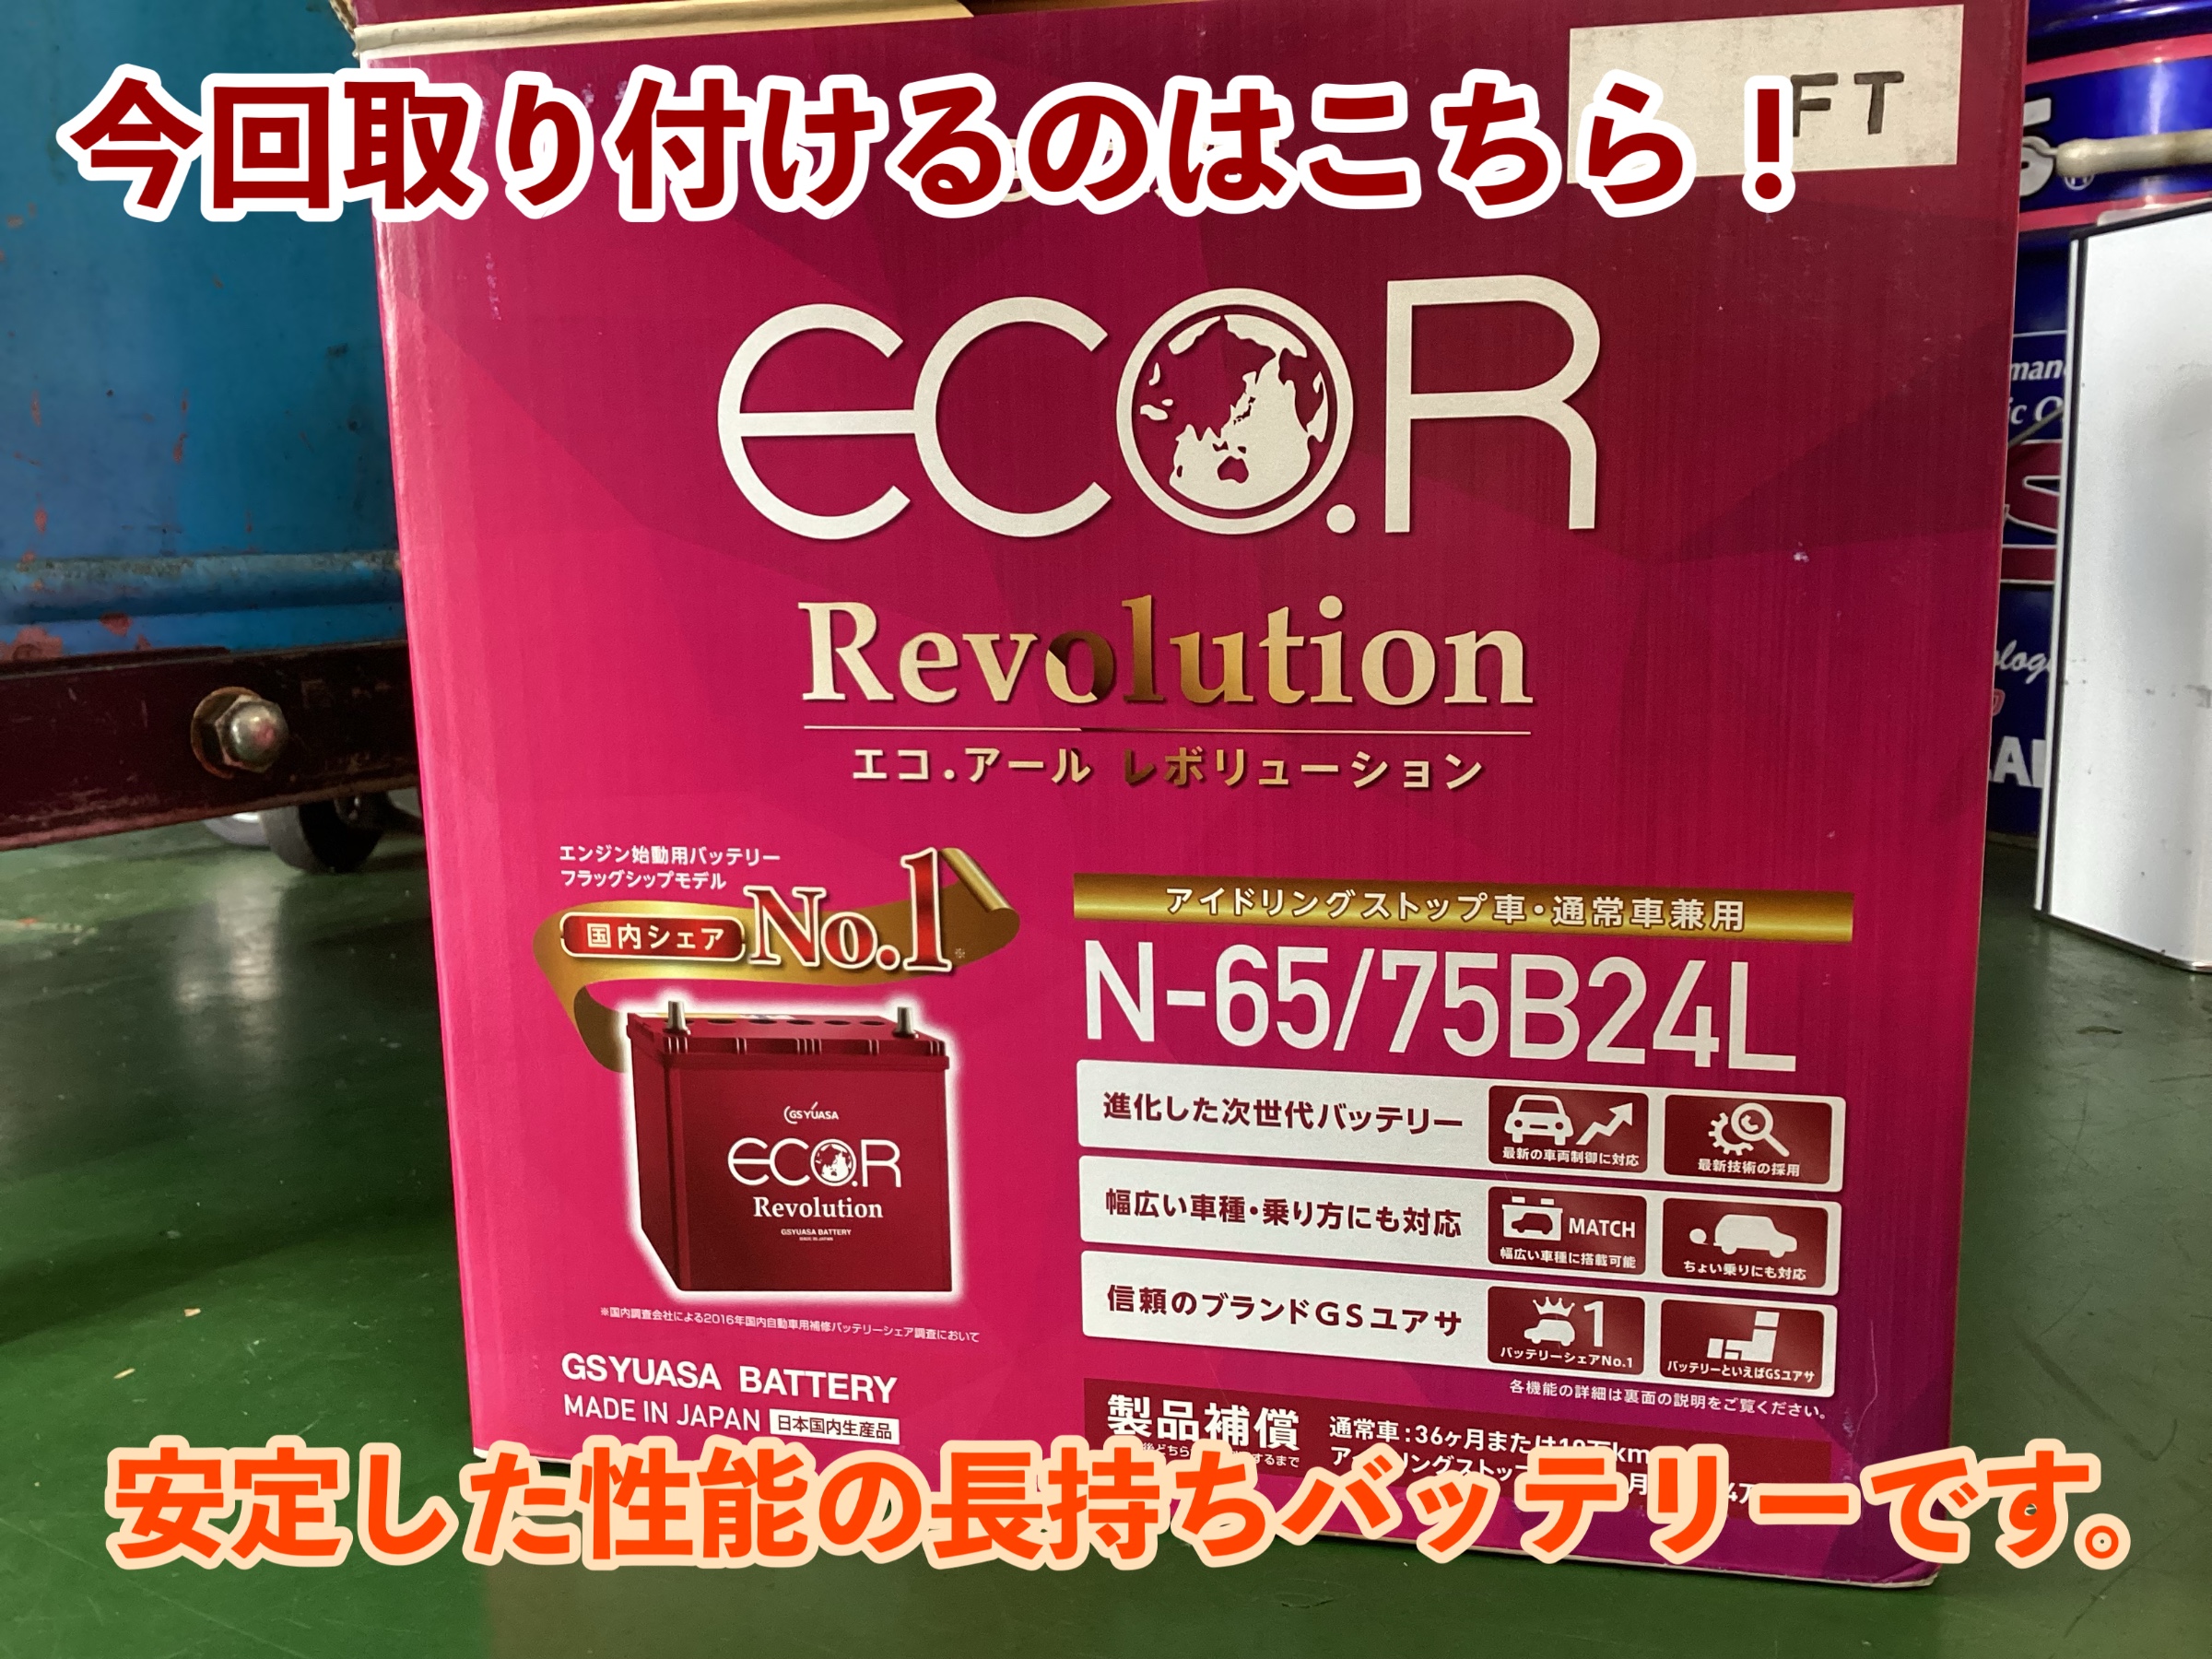 今回取り付けるのはこちら！
FT
eco.R
Revolution
エコ.アール レボリューション
エンジン始動用バッテリー
フラッグシップモデル
国内シェア No.1
※
アイドリングストップ車・通常車兼用
N-65/75B24L
進化した次世代バッテリー
最新の車両制御に対応
最新技術の採用
幅広い車種・乗り方にも対応
MATCH
幅広い車種に搭載可能
ちょい乗りにも対応
信頼のブランドGSユアサ
1
バッテリーシェアNo.1
バッテリーといえばGSユアサ
各機能の詳細は裏面の説明をご覧ください。
GS YUASA
eco.R
Revolution
GSYUASA BATTERY
MADE IN JAPAN
※国内調査会社による2016年国内自動車用補修バッテリーシェア調査において
GSYUASA BATTERY
MADE IN JAPAN 日本国内生産品
製品補償
通常車：36ヶ月または10万km
安定した性能の長持ちバッテリーです。